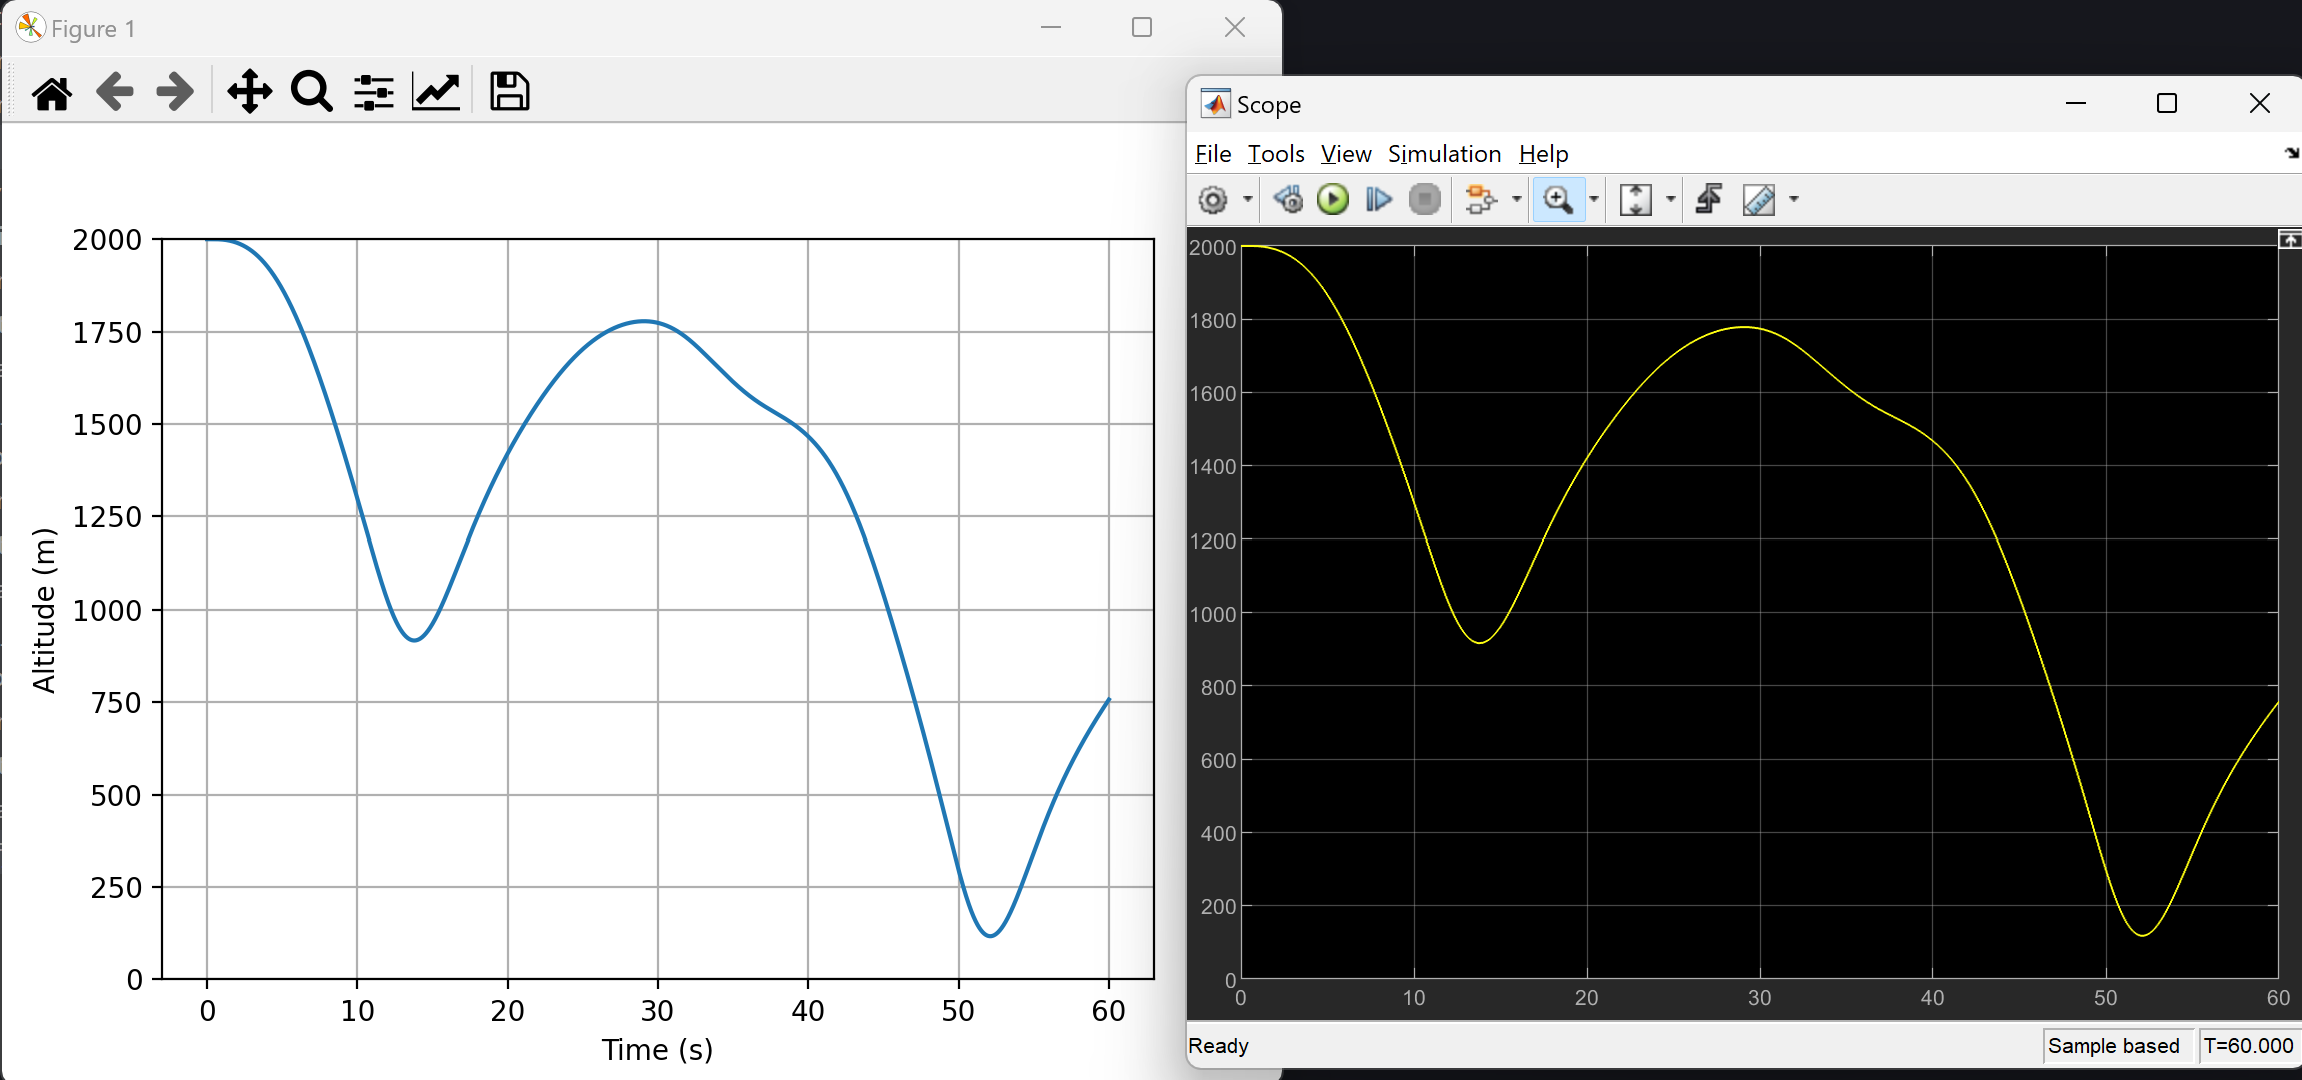 Figure 1
2000
1750
1500
1250
1000
750
500
250
0
Altitude (m)
0 10 20 30 40 50 60
Time (s)
Scope
File Tools View Simulation Help
2000
1800
1600
1400
1200
1000
800
600
400
200
0
0 10 20 30 40 50 60
Ready Sample based T=60.000